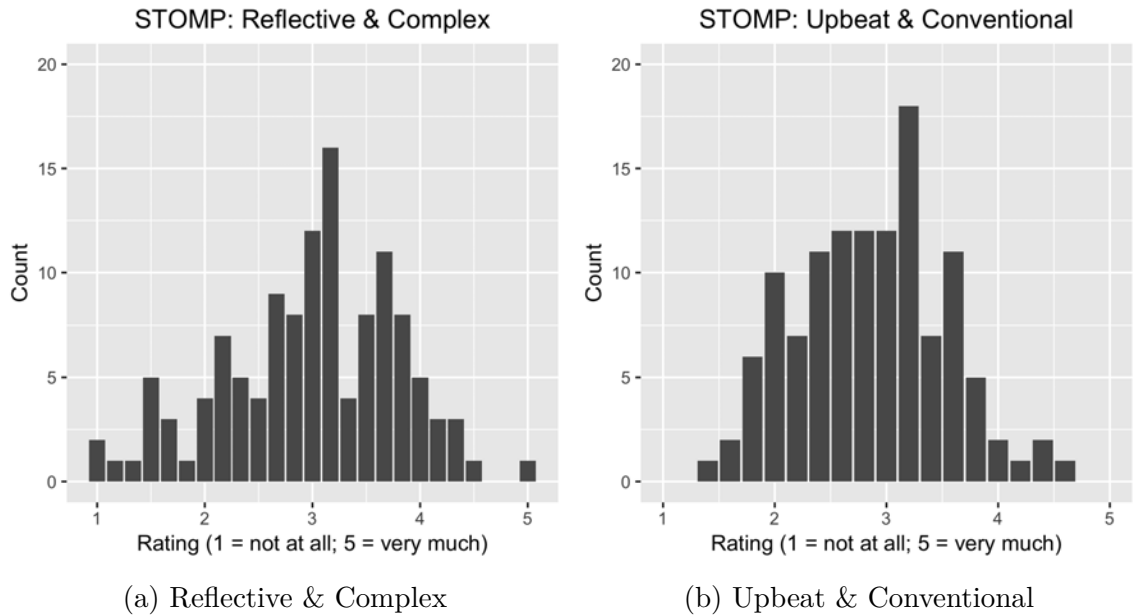 STOMP: Reflective & Complex
20
15
10
5
0
Count
1 2 3 4 5
Rating (1 = not at all; 5 = very much)
(a) Reflective & Complex
STOMP: Upbeat & Conventional
20
15
10
5
0
Count
1 2 3 4 5
Rating (1 = not at all; 5 = very much)
(b) Upbeat & Conventional